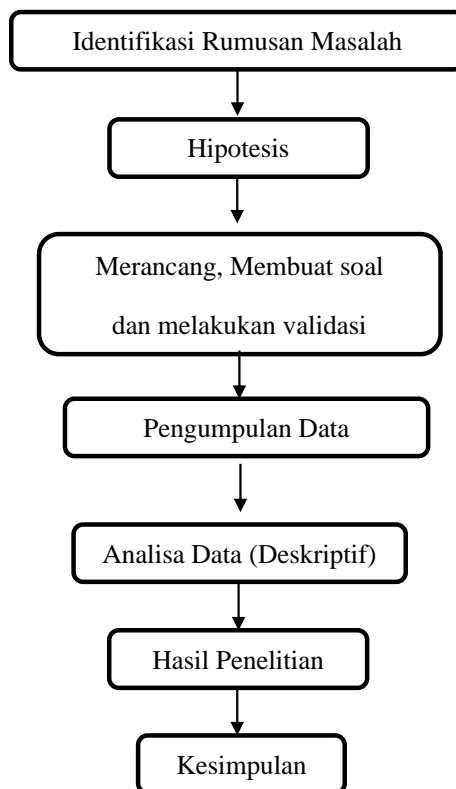 Identifikasi Rumusan Masalah
Hipotesis
Merancang, Membuat soal
dan melakukan validasi
Pengumpulan Data
Analisa Data (Deskriptif)
Hasil Penelitian
Kesimpulan